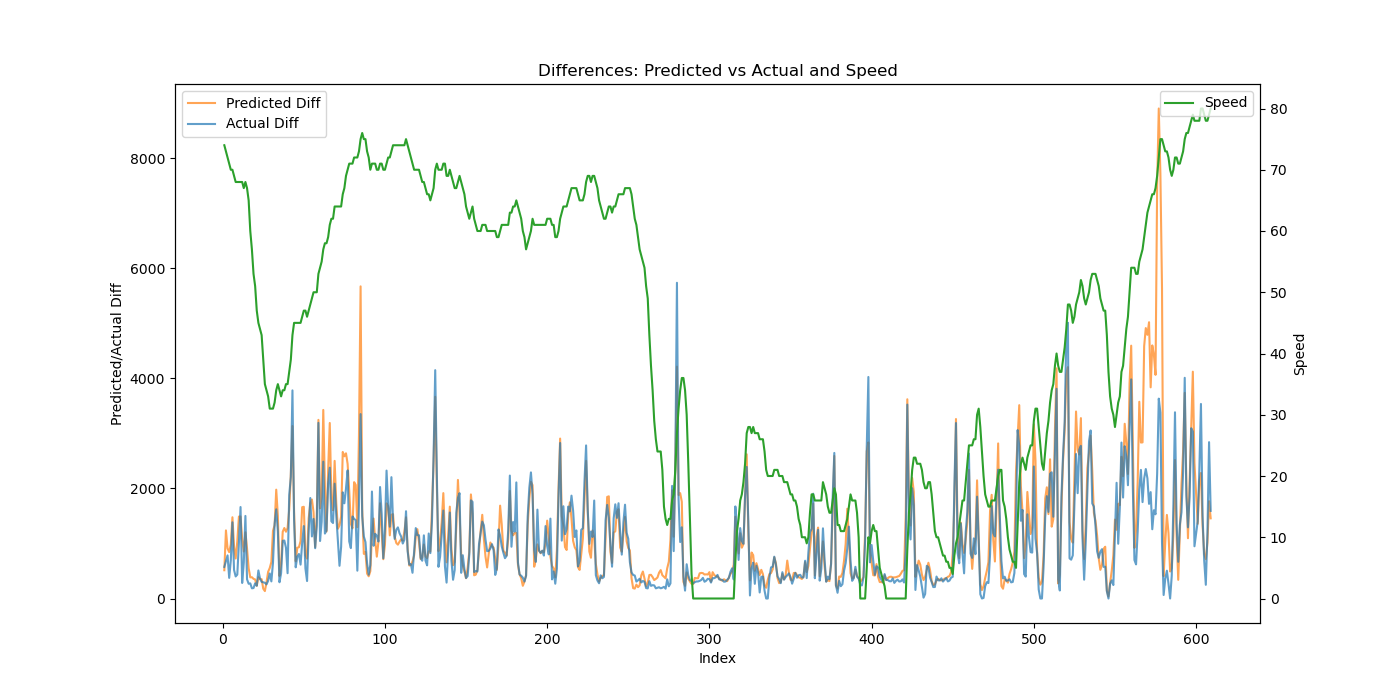 Differences: Predicted vs Actual and Speed
Predicted Diff
Actual Diff
Speed
8000
6000
4000
2000
0
Predicted/Actual Diff
80
70
60
50
40
30
20
10
0
Speed
0 100 200 300 400 500 600
Index